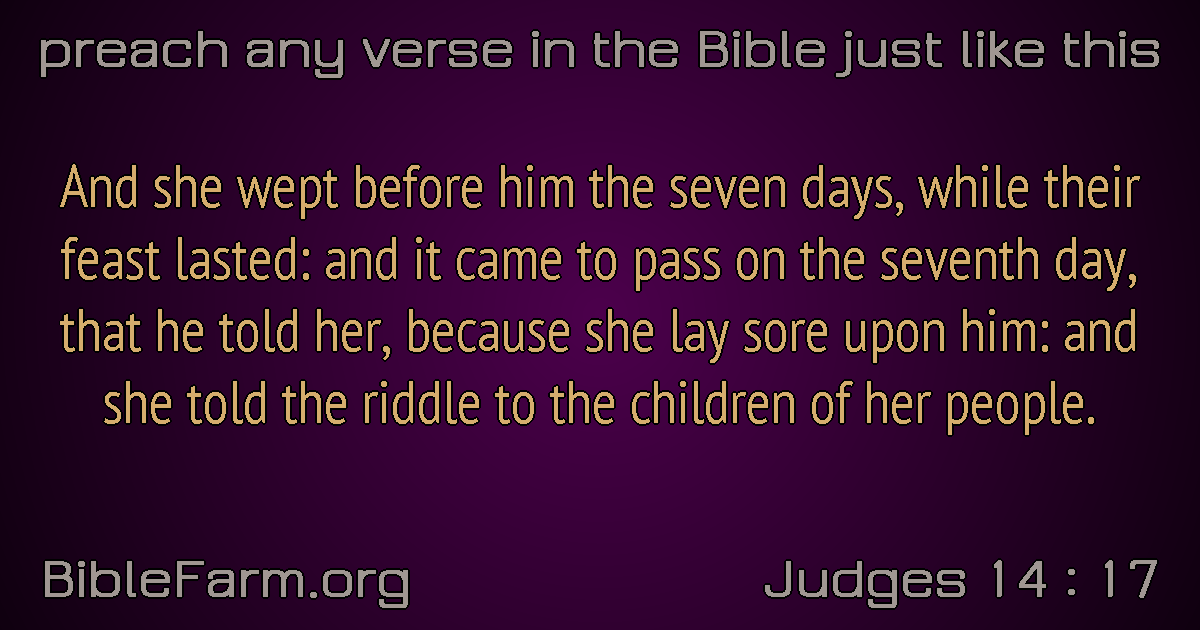 preach any verse in the Bible just like this
And she wept before him the seven days, while their
feast lasted: and it came to pass on the seventh day,
that he told her, because she lay sore upon him: and
she told the riddle to the children of her people.
BibleFarm.org
Judges 14 : 17